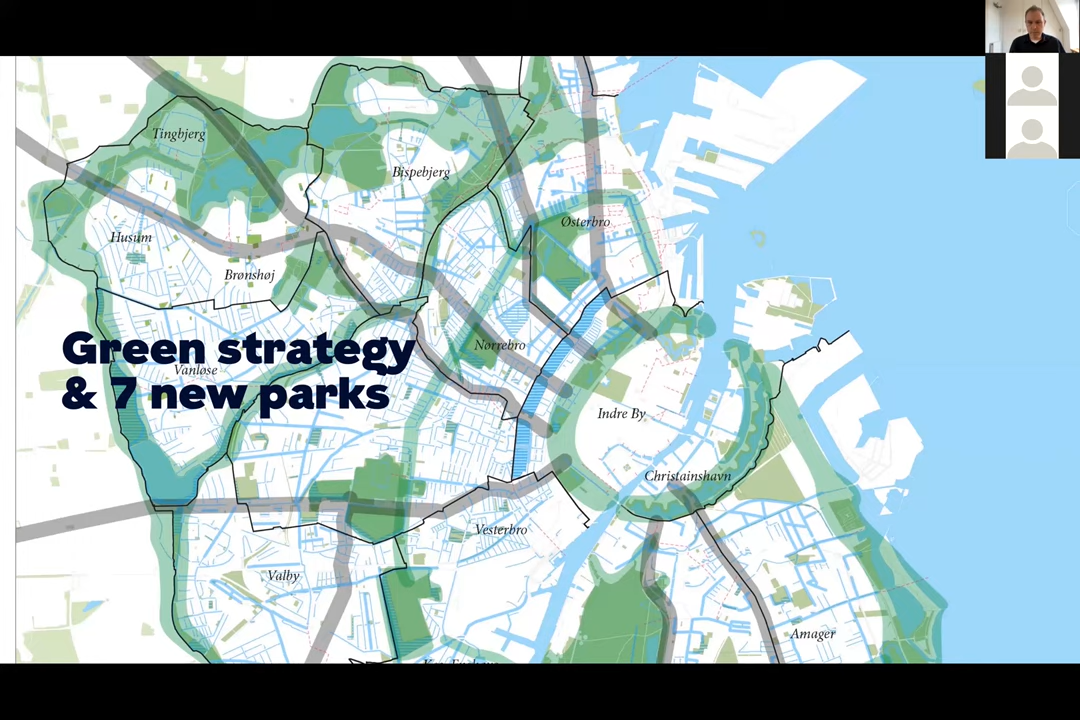 Tingbjerg
Bispebjerg
Østerbro
Husum
Brønshøj
Green strategy
Nørrebro
Vanløse
& 7 new parks
Indre By
Christainshavn
Vesterbro
Valby
Amager